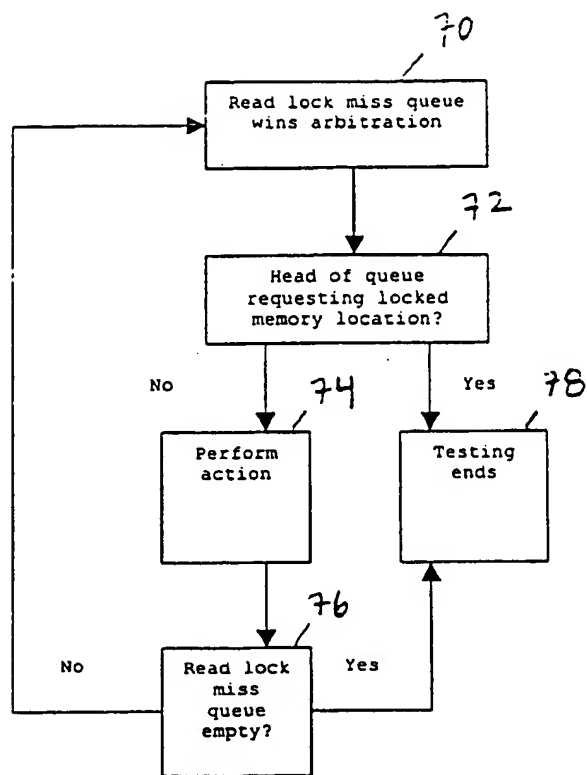 70
Read lock miss queue
wins arbitration
72
Head of queue
requesting locked
memory location?
No
Yes
74
78
Perform
action
Testing
ends
76
No
Read lock
miss
queue
empty?
Yes